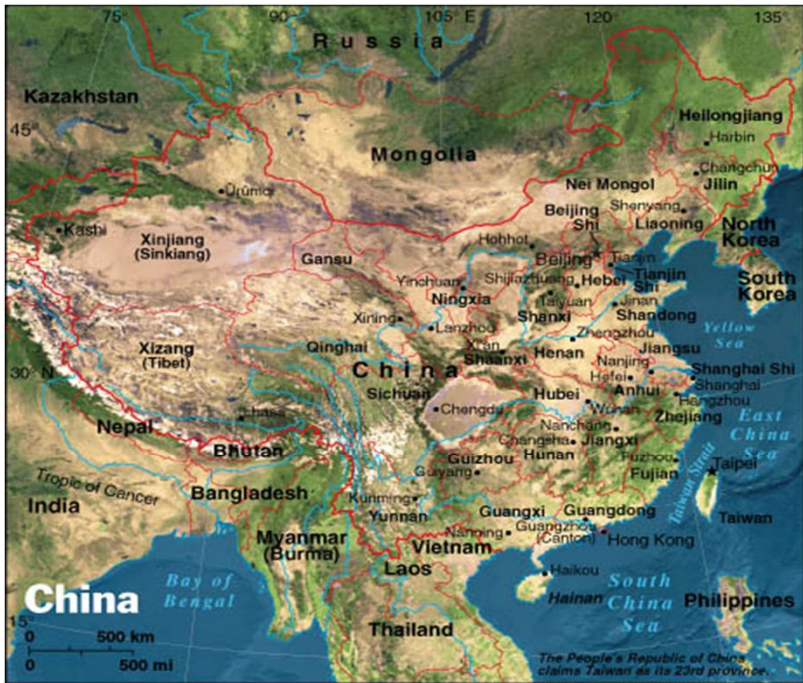 75°
90°
105° E
120°
135°
Russia
Kazakhstan
45°
Mongolia
Heilongjiang
Harbin
Changchun
Jilin
Nei Mongol
Ürümqi
Shenyang
Liaoning
Beijing
Shi
North
Korea
Kashi
Xinjiang
(Sinkiang)
Gansu
Hohhot
Beijing
Tianjin
Tianjin
Shi
South
Korea
Yinchuan
Ningxia
Shijiazhuang
Hebei
Taiyuan
Shanxi
Jinan
Shandong
Xining
Lanzhou
Zhengzhou
Yellow
Sea
Xizang
(Tibet)
Qinghai
China
Xi'an
Shaanxi
Henan
Jiangsu
Nanjing
Shanghai Shi
30° N
Sichuan
Hefei
Anhui
Shanghai
Hangzhou
Lhasa
Chengdu
Hubei
Wuhan
Zhejiang
East
China
Sea
Nepal
Nanchang
Changsha
Jiangxi
Hunan
Bhutan
Guizhou
Guiyang
Fuzhou
Fujian
Taipei
Taiwan Strait
Tropic of Cancer
India
Bangladesh
Kunming
Yunnan
Guangxi
Guangdong
Taiwan
Myanmar
(Burma)
Nanning
Guangzhou
(Canton)
Hong Kong
Vietnam
Laos
Haikou
Hainan
South
China
Sea
Philippines
Bay of
Bengal
China
15°
Thailand
0 500 km
0 500 mi
The People's Republic of China
claims Taiwan as its 23rd province.